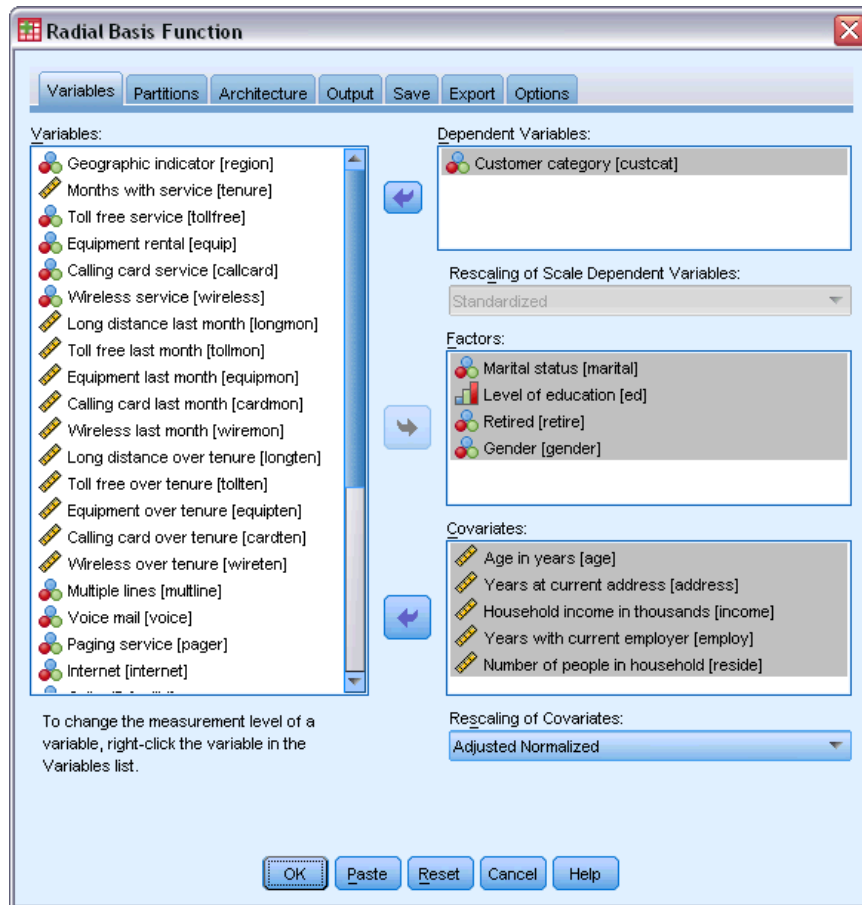 Radial Basis Function
Variables
Partitions
Architecture
Output
Save
Export
Options
Variables:
Geographic indicator [region]
Months with service [tenure]
Toll free service [tollfree]
Equipment rental [equip]
Calling card service [callcard]
Wireless service [wireless]
Long distance last month [longmon]
Toll free last month [tollmon]
Equipment last month [equipmon]
Calling card last month [cardmon]
Wireless last month [wiremon]
Long distance over tenure [longten]
Toll free over tenure [tollten]
Equipment over tenure [equipten]
Calling card over tenure [cardten]
Wireless over tenure [wireten]
Multiple lines [multline]
Voice mail [voice]
Paging service [pager]
Internet [internet]
To change the measurement level of a
variable, right-click the variable in the
Variables list.
Dependent Variables:
Customer category [custcat]
Rescaling of Scale Dependent Variables:
Standardized
Factors:
Marital status [marital]
Level of education [ed]
Retired [retire]
Gender [gender]
Covariates:
Age in years [age]
Years at current address [address]
Household income in thousands [income]
Years with current employer [employ]
Number of people in household [reside]
Rescaling of Covariates:
Adjusted Normalized
OK
Paste
Reset
Cancel
Help